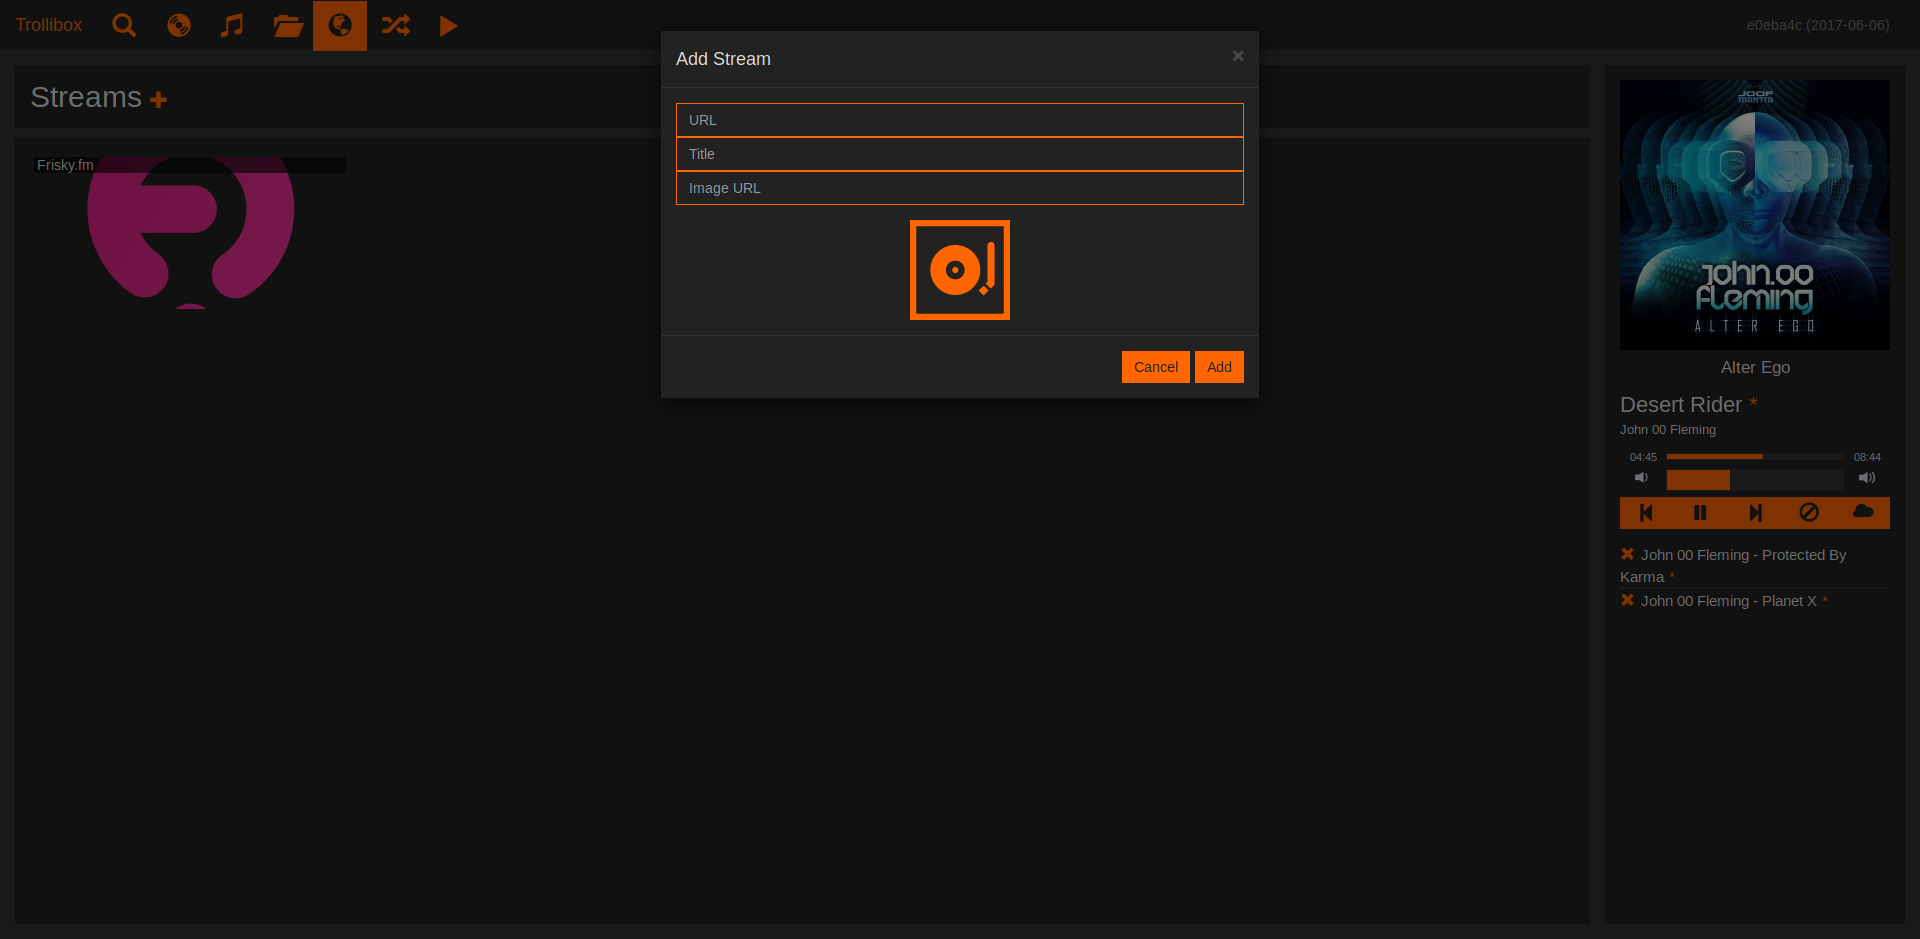 Trollibox
e0eba4c (2017-06-06)
Streams
Frisky.fm
Add Stream
×
URL
Title
Image URL
Cancel
Add
JOOF
MANTRA
JOHN.00
FLEMING
ALTER EGO
Alter Ego
Desert Rider *
John 00 Fleming
04:45
08:44
John 00 Fleming - Protected By
Karma *
John 00 Fleming - Planet X *